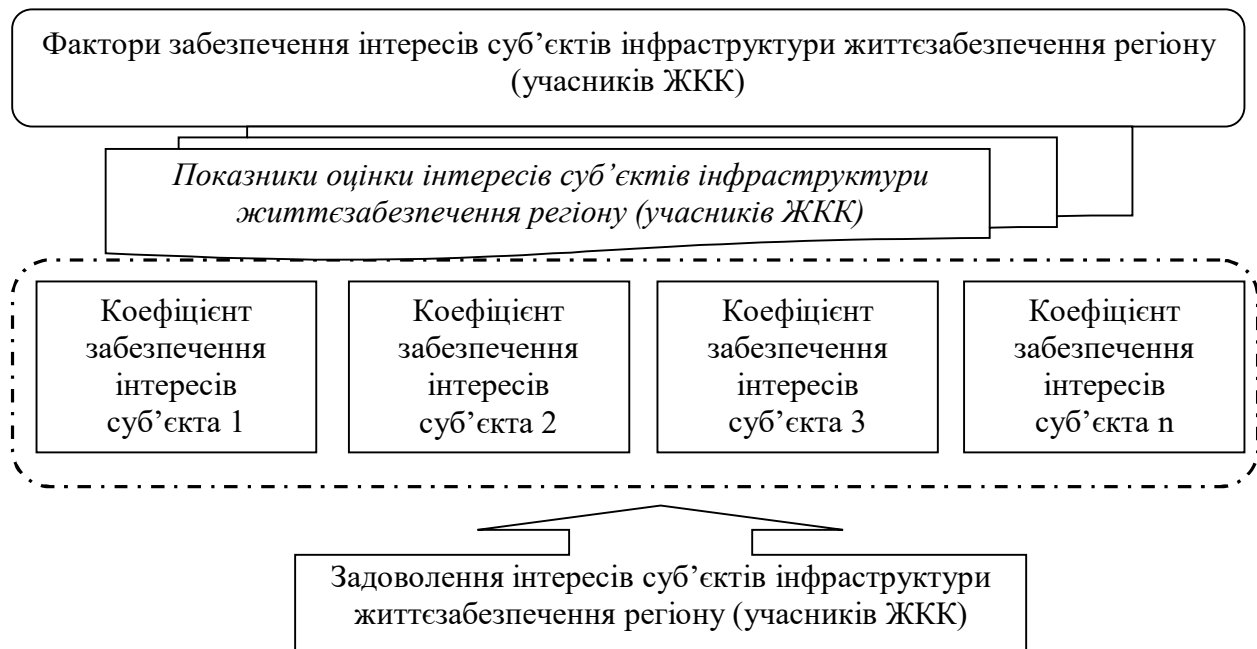 Фактори забезпечення інтересів суб’єктів інфраструктури життєзабезпечення регіону
(учасників ЖКК)
Показники оцінки інтересів суб’єктів інфраструктури
життєзабезпечення регіону (учасників ЖКК)
Коефіцієнт
забезпечення
інтересів
суб’єкта 1
Коефіцієнт
забезпечення
інтересів
суб’єкта 2
Коефіцієнт
забезпечення
інтересів
суб’єкта 3
Коефіцієнт
забезпечення
інтересів
суб’єкта n
Задоволення інтересів суб’єктів інфраструктури
життєзабезпечення регіону (учасників ЖКК)